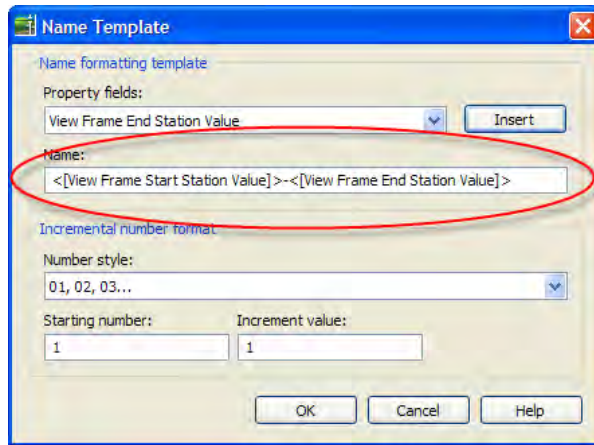 Name Template
Name formatting template
Property fields:
View Frame End Station Value
Insert
Name:
<[View Frame Start Station Value]>-<[View Frame End Station Value]>
Incremental number format
Number style:
01, 02, 03...
Starting number: Increment value:
1 1
OK Cancel Help